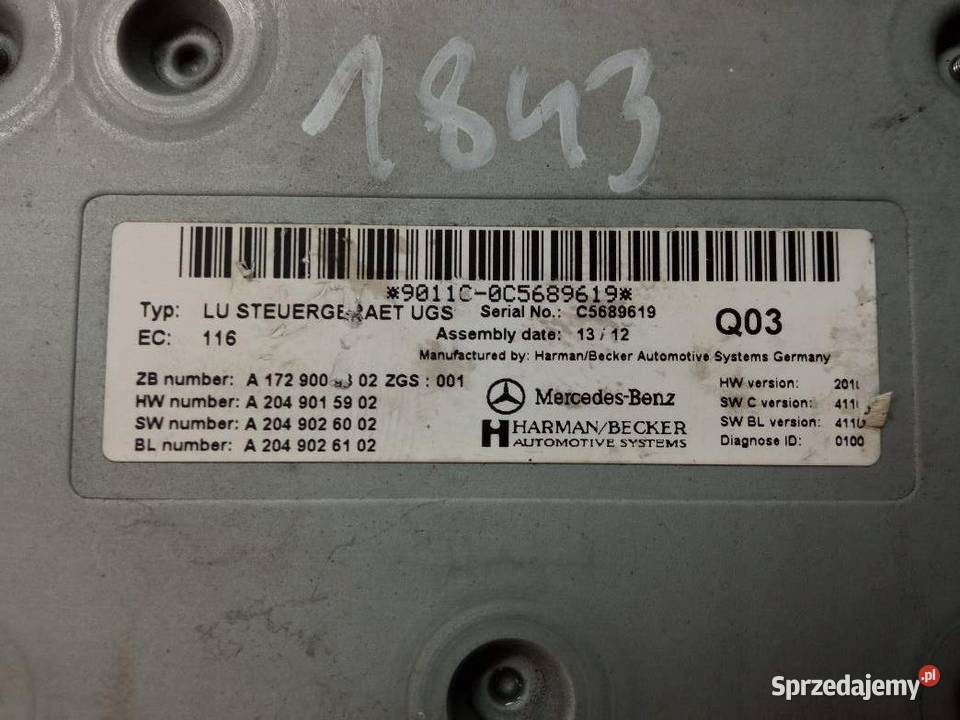 1843
*9011C-0C5689619*
Typ: LU STEUERGERAET UGS Serial No.: C5689619
EC: 116 Assembly date: 13 / 12 Q03
Manufactured by: Harman/Becker Automotive Systems Germany
ZB number: A 172 900 02 ZGS : 001
HW number: A 204 901 59 02
SW number: A 204 902 60 02
BL number: A 204 902 61 02
Mercedes-Benz
HARMAN/BECKER
AUTOMOTIVE SYSTEMS
HW version:
SW C version:
SW BL version:
Diagnose ID: 0100
Sprzedajemy.pl